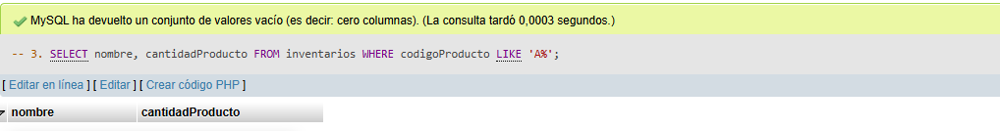 MySQL ha devuelto un conjunto de valores vacío (es decir: cero columnas). (La consulta tardó 0,0003 segundos.)
-- 3. SELECT nombre, cantidadProducto FROM inventarios WHERE codigoProducto LIKE 'A%';
[ Editar en línea ] [ Editar ] [ Crear código PHP ]
nombre cantidadProducto